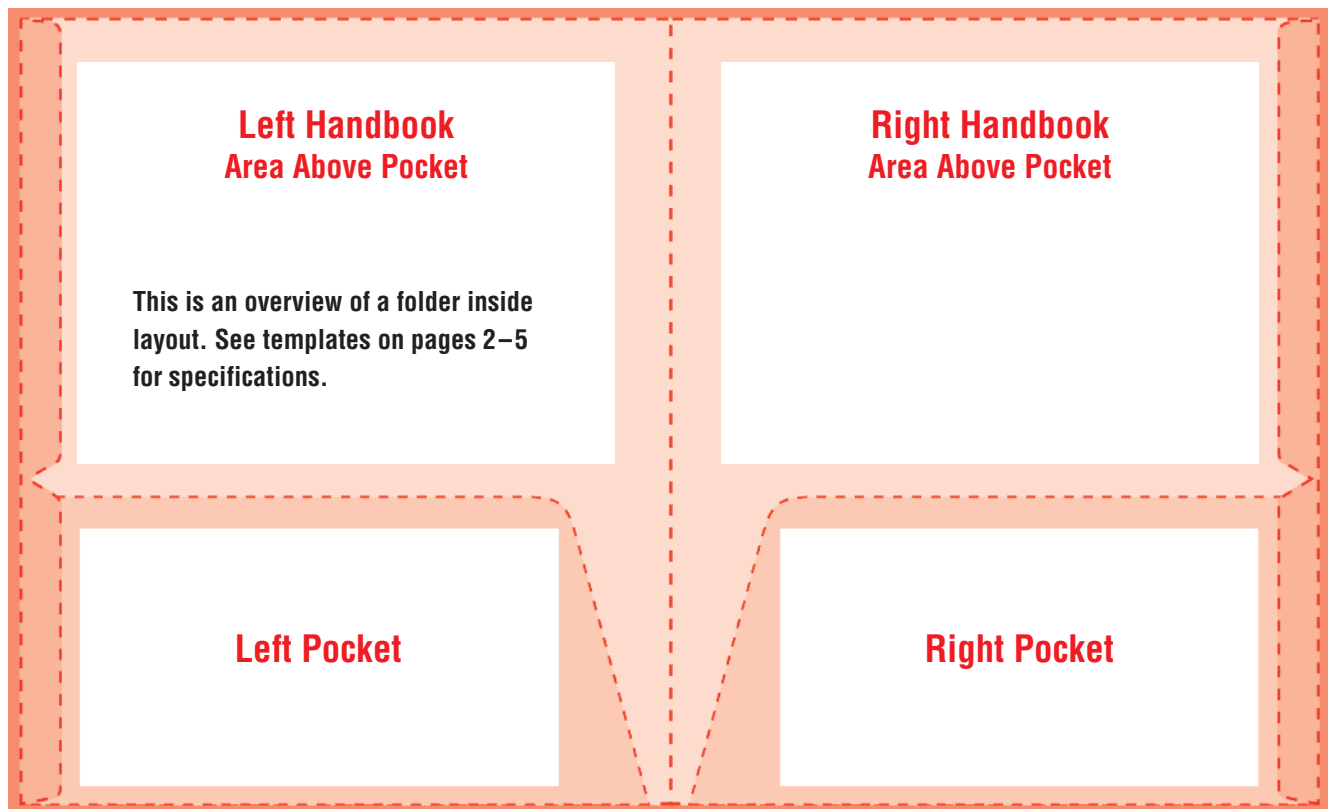 Left Handbook
Area Above Pocket
This is an overview of a folder inside
layout. See templates on pages 2–5
for specifications.
Right Handbook
Area Above Pocket
Left Pocket
Right Pocket